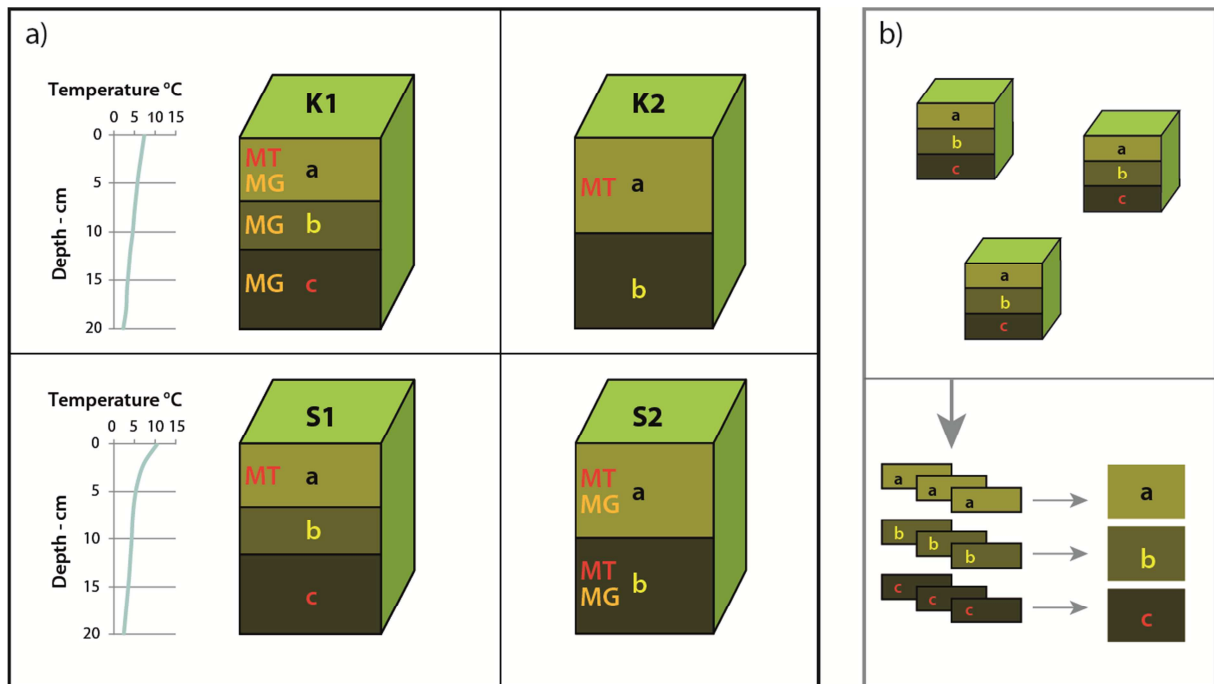 a)
Temperature °C
0 5 10 15
0
5
10
15
20
Depth - cm
K1
MT
MG a
MG b
MG c
K2
MT a
b
Temperature °C
0 5 10 15
0
5
10
15
20
Depth - cm
S1
MT a
b
c
S2
MT
MG a
MT
MG b
b)
a
b
c
a
b
c
a
b
c
a a a a
b b b b
c c c c